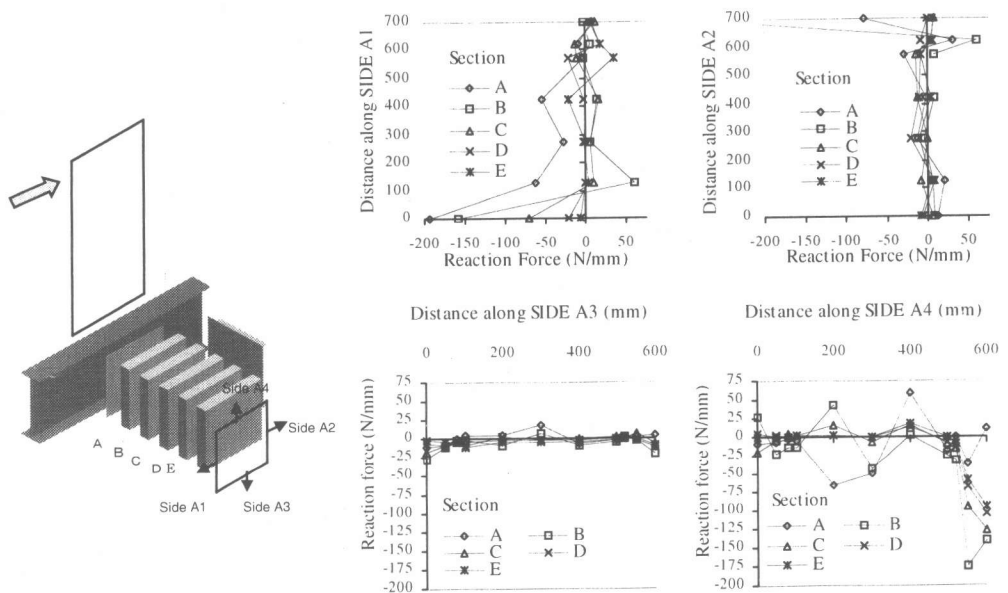 A
B
C
D E
Side A4
Side A2
Side A1
Side A3
Distance along SIDE A1
700
600
500
400
300
200
100
0
Section
A
B
C
D
E
-200 -150 -100 -50 0 50
Reaction Force (N/mm)
Distance along SIDE A2
700
600
500
400
300
200
100
0
Section
A
B
C
D
E
-200 -150 -100 -50 0 50
Reaction Force (N/mm)
Distance along SIDE A3 (mm)
0 200 400 600
Reaction force (N/mm)
75
50
25
0
-25
-50
-75
-100
-125
-150
-175
-200
Section
A B
C D
E
Distance along SIDE A4 (mm)
0 200 400 600
Reaction force (N/mm)
75
50
25
0
-25
-50
-75
-100
-125
-150
-175
-200
Section
A B
C D
E